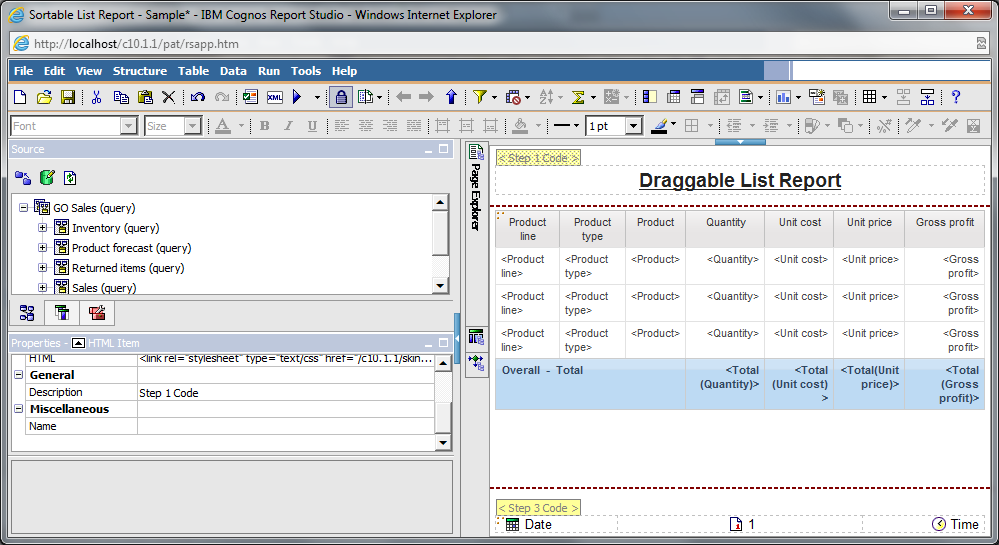 Sortable List Report - Sample* - IBM Cognos Report Studio - Windows Internet Explorer
http://localhost/c10.1.1/pat/rsapp.htm
File Edit View Structure Table Data Run Tools Help
XML
Font Size A B I U 1 pt
Source
GO Sales (query)
Inventory (query)
Product forecast (query)
Returned items (query)
Sales (query)
Properties - HTML Item
HTML <link rel="stylesheet" type="text/css" href="/c10.1.1/skin...
General
Description Step 1 Code
Miscellaneous
Name
Page Explorer
< Step 1 Code >
Draggable List Report
Product line Product type Product Quantity Unit cost Unit price Gross profit
<Product line> <Product type> <Product> <Quantity> <Unit cost> <Unit price> <Gross profit>
<Product line> <Product type> <Product> <Quantity> <Unit cost> <Unit price> <Gross profit>
<Product line> <Product type> <Product> <Quantity> <Unit cost> <Unit price> <Gross profit>
Overall - Total <Total (Quantity)> <Total (Unit cost) > <Total(Unit price)> <Total (Gross profit)>
< Step 3 Code >
Date 1 Time